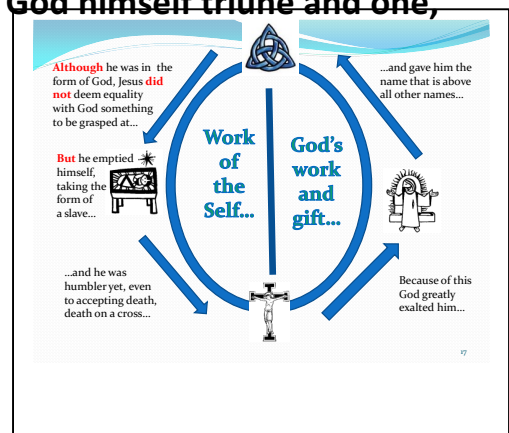 God himself triune and one,
Although he was in the
form of God, Jesus did
not deem equality
with God something
to be grasped at...
But he emptied
himself,
taking the
form of
a slave...
...and he was
humbler yet, even
to accepting death,
death on a cross...
Work
of
the
Self...
God's
work
and
gift...
...and gave him the
name that is above
all other names...
Because of this
God greatly
exalted him...
17